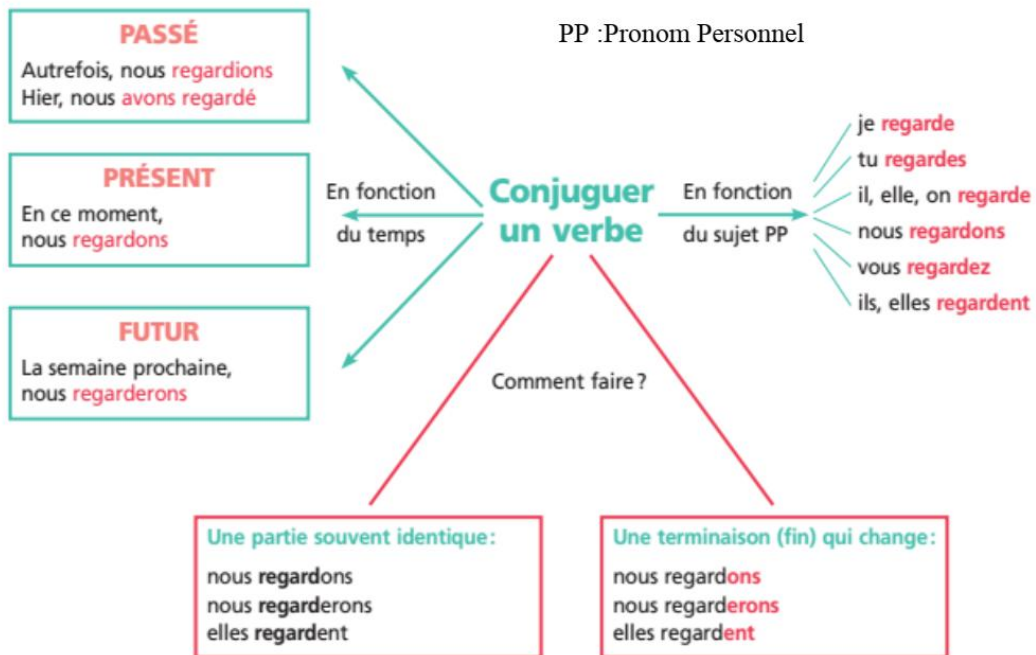 PP :Pronom Personnel
PASSÉ
Autrefois, nous regardions
Hier, nous avons regardé
PRÉSENT
En ce moment,
nous regardons
FUTUR
La semaine prochaine,
nous regarderons
En fonction
du temps
Conjuguer
un verbe
En fonction
du sujet PP
je regarde
tu regardes
il, elle, on regarde
nous regardons
vous regardez
ils, elles regardent
Comment faire ?
Une partie souvent identique :
nous regardons
nous regarderons
elles regardent
Une terminaison (fin) qui change :
nous regardons
nous regarderons
elles regardent